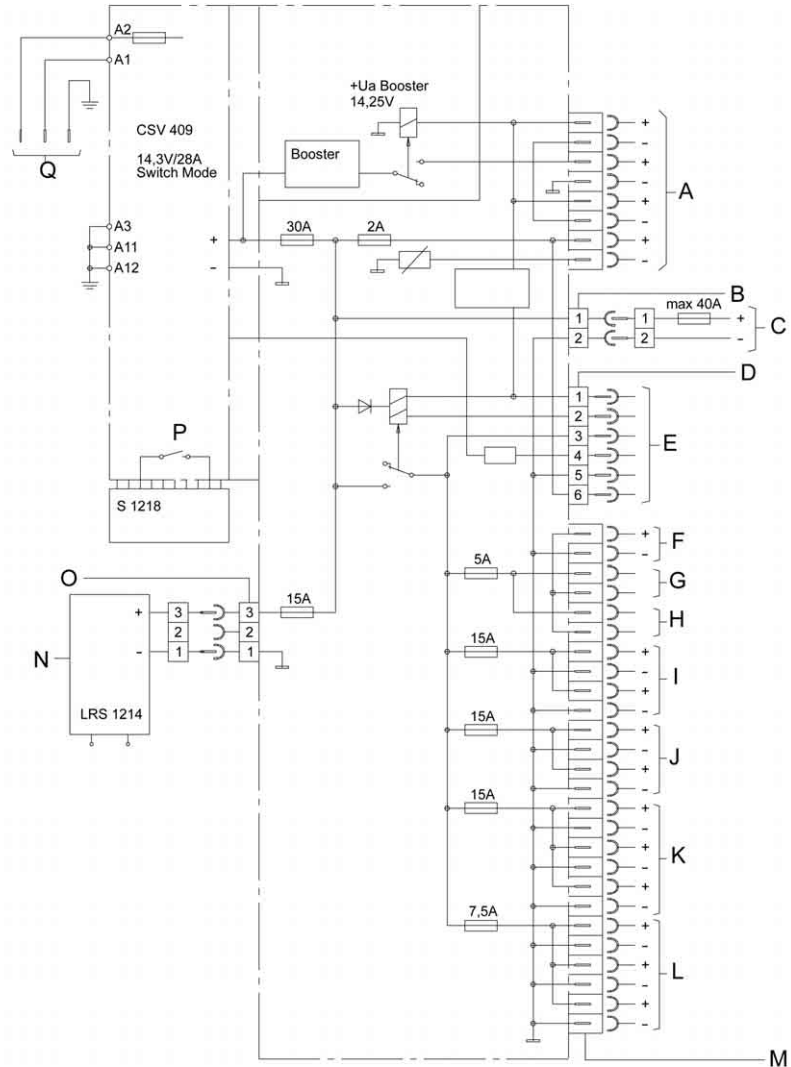 A2
A1
CSV 409
14,3V/28A
Switch Mode
Q
A3
A11
A12
+
-
P
S 1218
+Ua Booster
14,25V
Booster
30A
2A
+
-
+
-
+
-
+
-
A
B
1
2
1
2
max 40A
+
-
C
D
1
2
3
4
5
6
E
O
N
+
-
LRS 1214
3
2
1
3
2
1
15A
5A
15A
15A
15A
7,5A
+
-
F
G
H
+
-
+
-
I
+
-
+
-
J
+
-
+
-
+
-
K
+
-
+
-
+
-
L
M